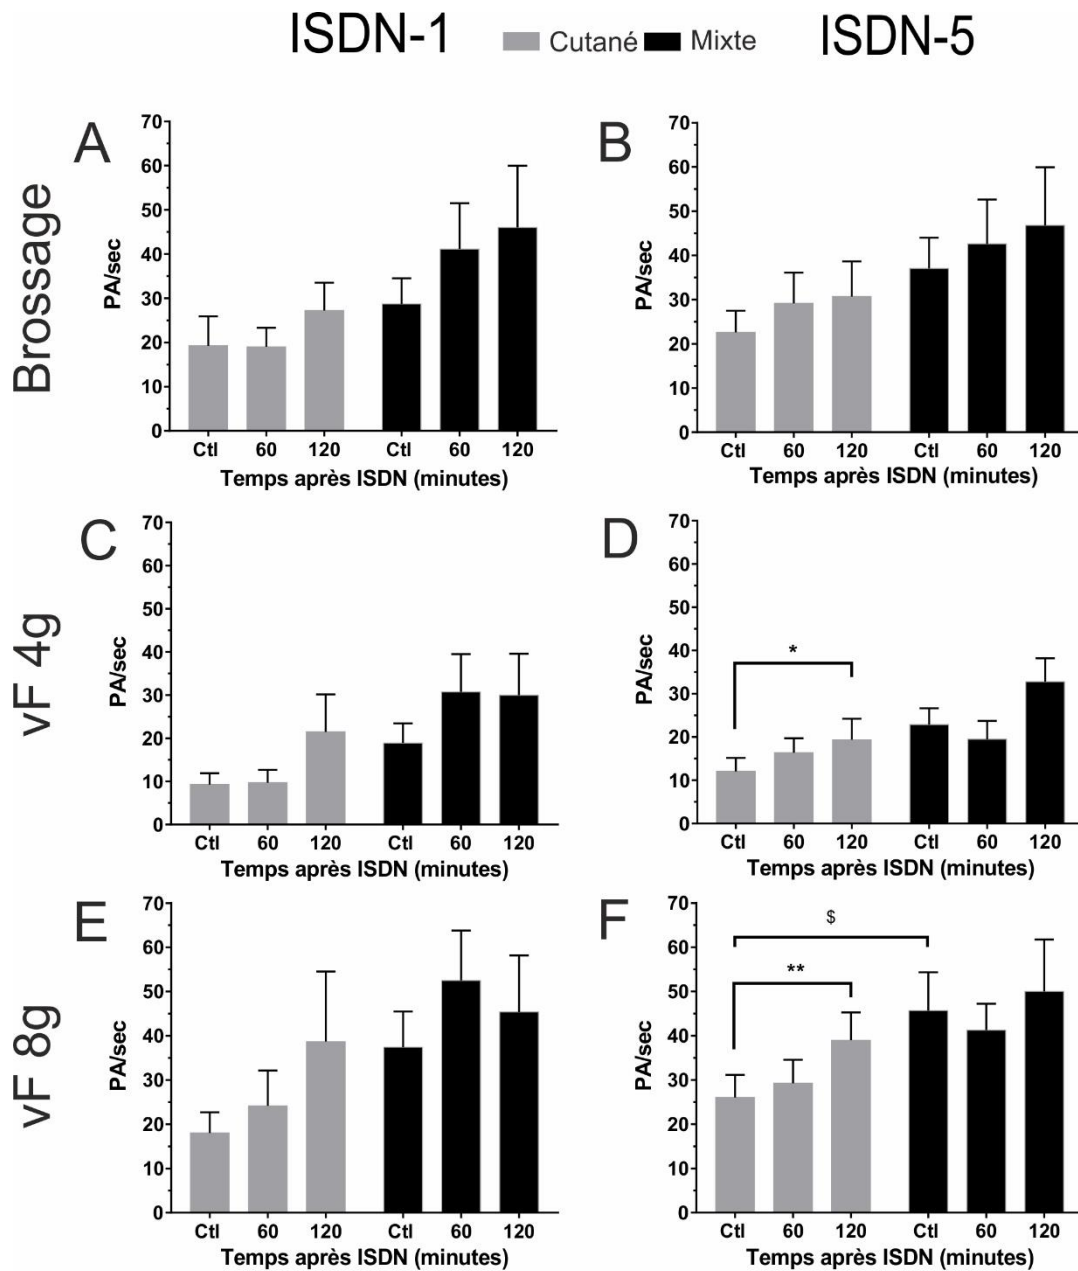 ISDN-1 Cutané Mixte ISDN-5
Brossage
A
PA/sec
70
60
50
40
30
20
10
0
Ctl 60 120 Ctl 60 120
Temps après ISDN (minutes)
B
PA/sec
70
60
50
40
30
20
10
0
Ctl 60 120 Ctl 60 120
Temps après ISDN (minutes)
vF 4g
C
PA/sec
70
60
50
40
30
20
10
0
Ctl 60 120 Ctl 60 120
Temps après ISDN (minutes)
D
PA/sec
70
60
50
40
30
20
10
0
*
Ctl 60 120 Ctl 60 120
Temps après ISDN (minutes)
vF 8g
E
PA/sec
70
60
50
40
30
20
10
0
Ctl 60 120 Ctl 60 120
Temps après ISDN (minutes)
F
PA/sec
70
60
50
40
30
20
10
0
$
**
Ctl 60 120 Ctl 60 120
Temps après ISDN (minutes)